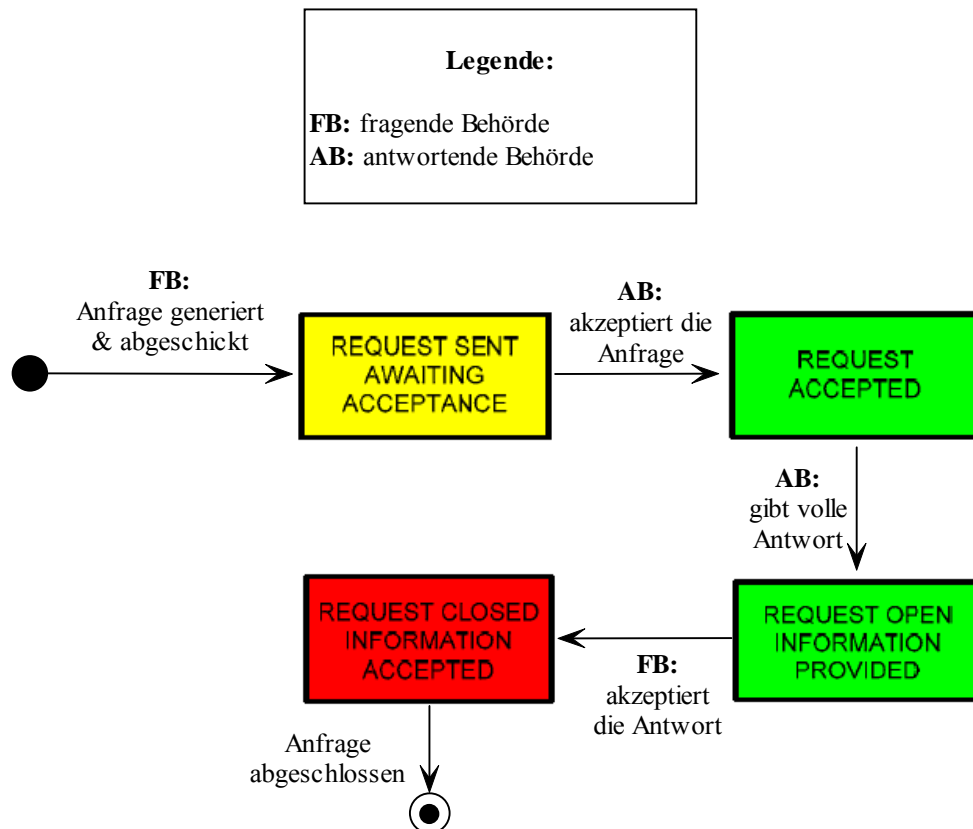 Legende:
FB: fragende Behörde
AB: antwortende Behörde
FB:
Anfrage generiert
& abgeschickt
REQUEST SENT
AWAITING
ACCEPTANCE
AB:
akzeptiert die
Anfrage
REQUEST
ACCEPTED
AB:
gibt volle
Antwort
REQUEST OPEN
INFORMATION
PROVIDED
FB:
akzeptiert
die Antwort
REQUEST CLOSED
INFORMATION
ACCEPTED
Anfrage
abgeschlossen